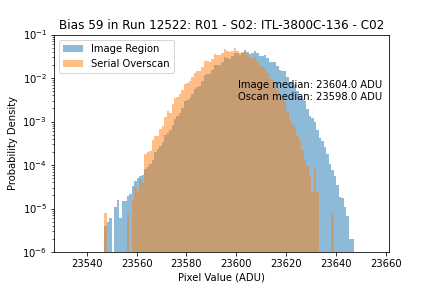 Bias 59 in Run 12522: R01 - S02: ITL-3800C-136 - C02
10⁻¹
10⁻²
10⁻³
10⁻⁴
10⁻⁵
10⁻⁶
Probability Density
Image Region
Serial Overscan
Image median: 23604.0 ADU
Oscan median: 23598.0 ADU
23540 23560 23580 23600 23620 23640 23660
Pixel Value (ADU)